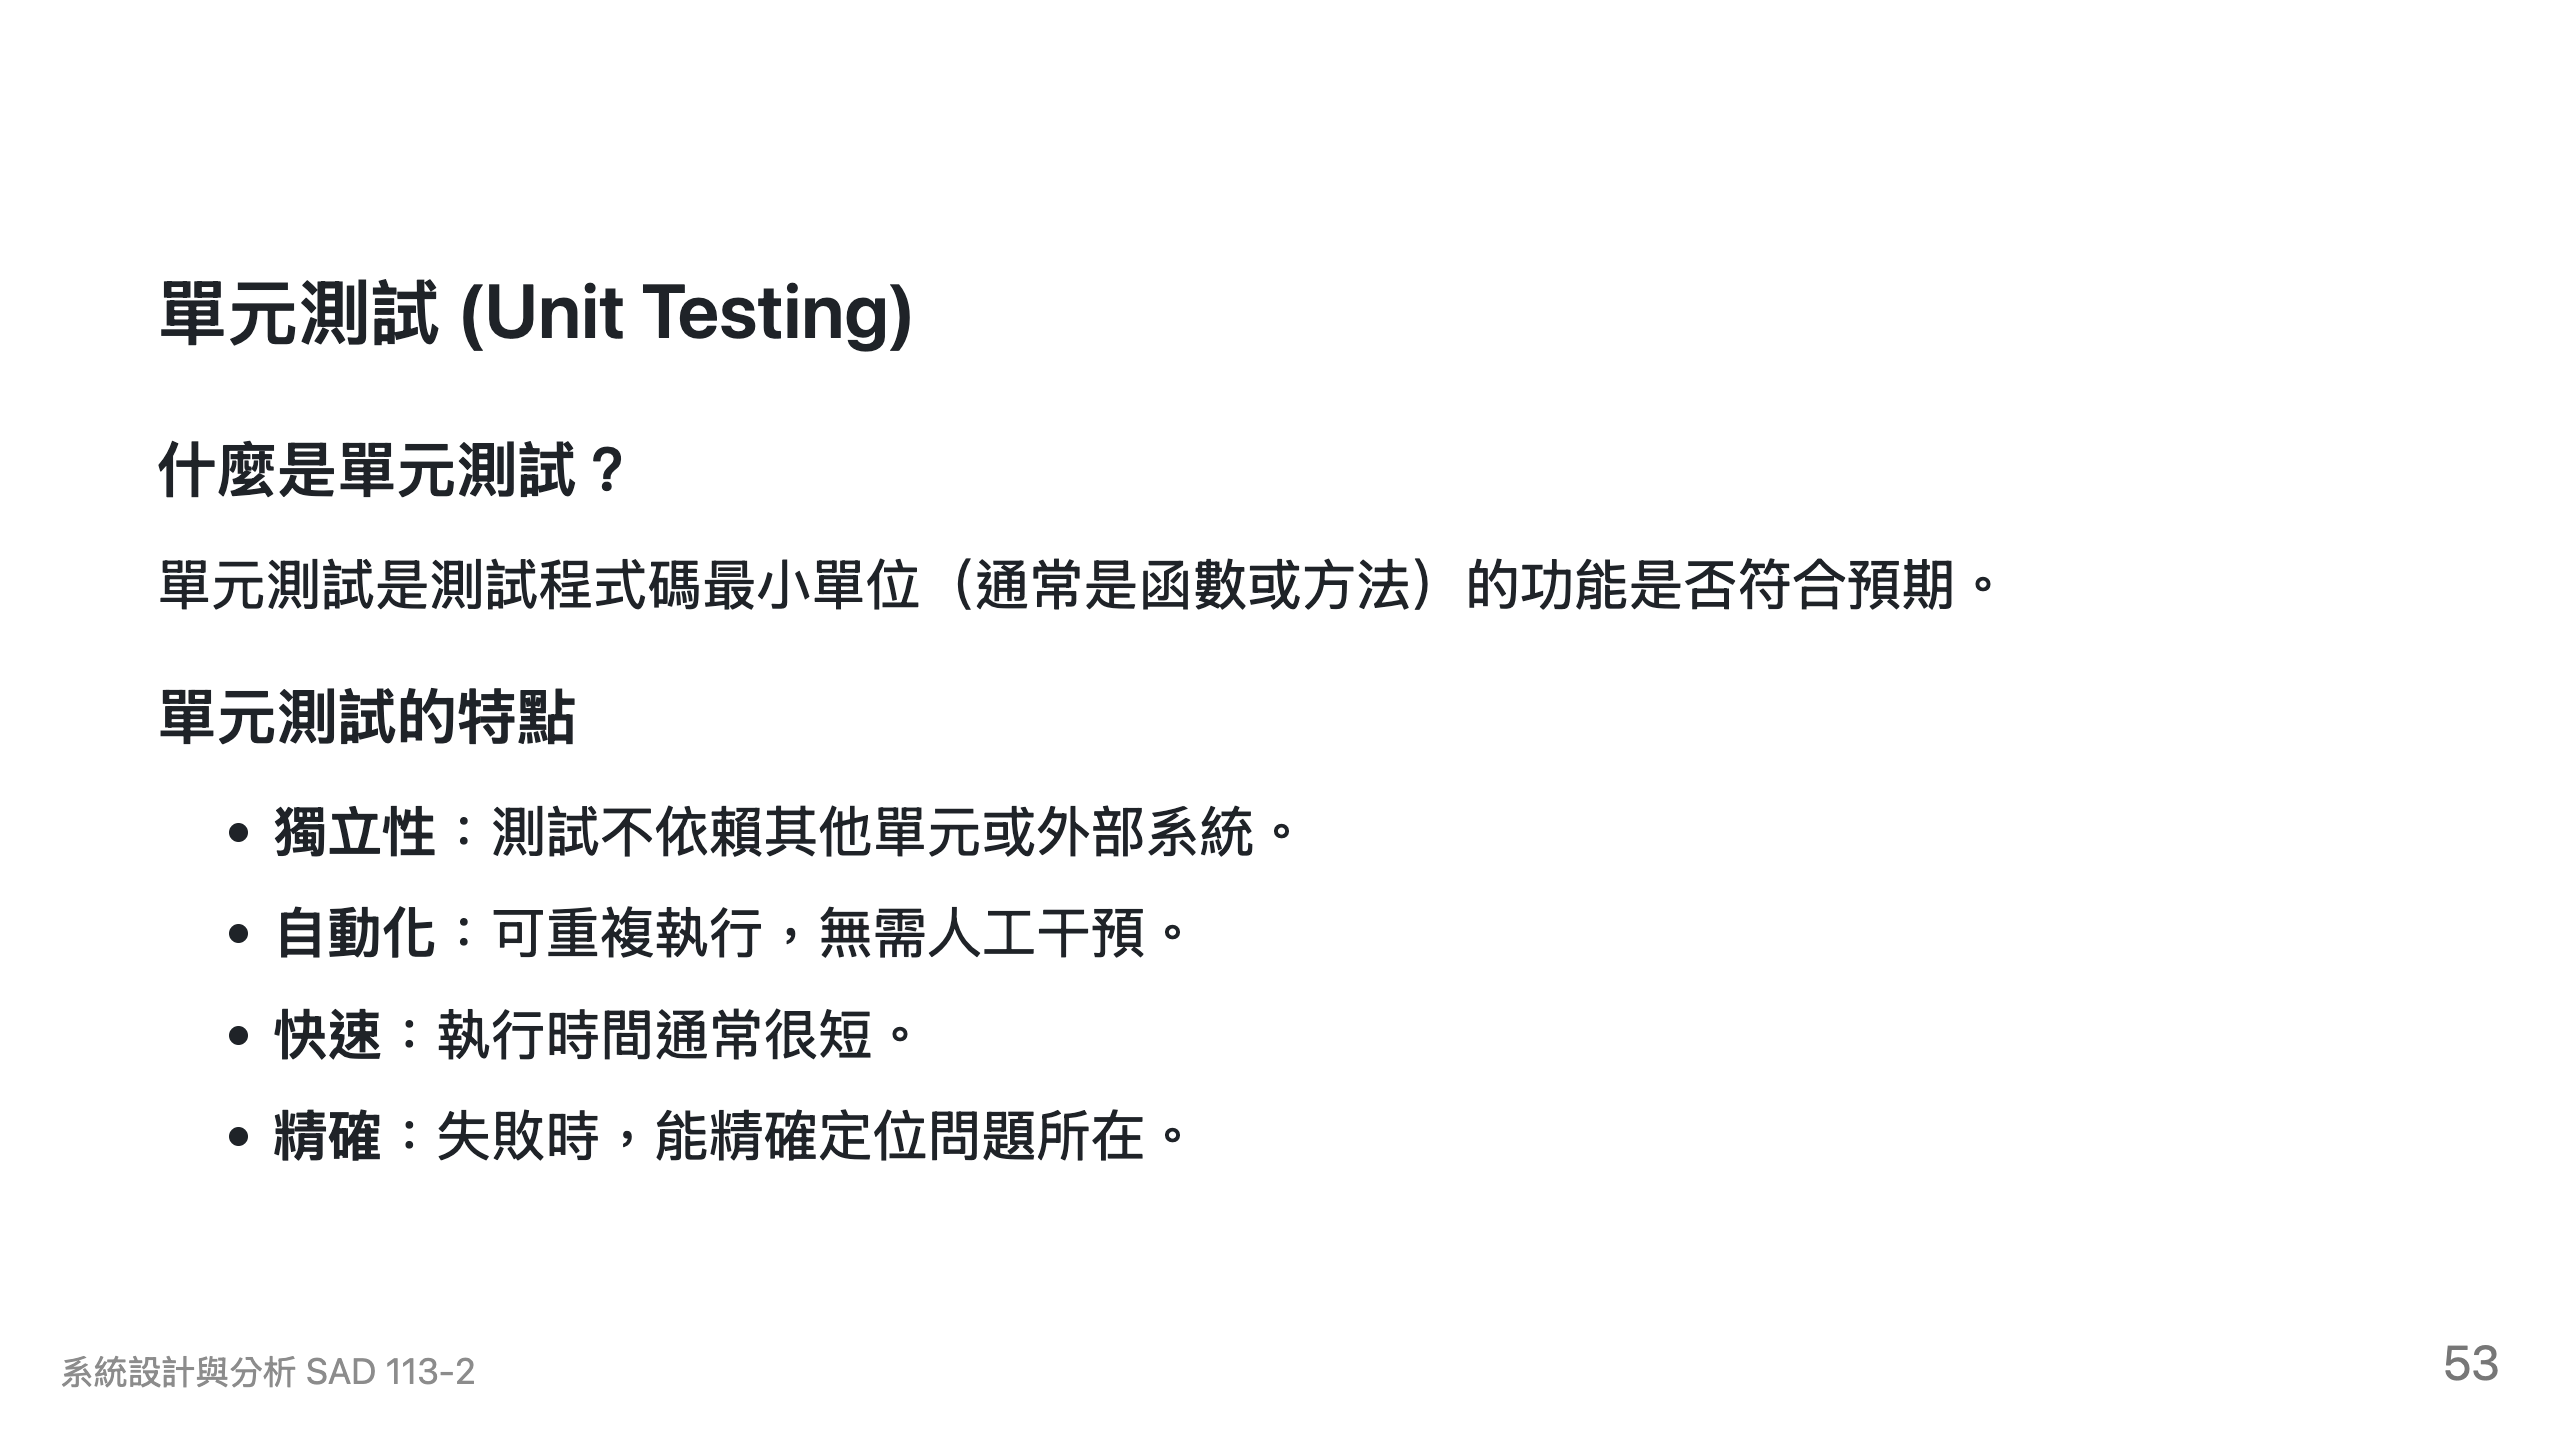 單元測試 (Unit Testing)
什麼是單元測試？
單元測試是測試程式碼最小單位（通常是函數或方法）的功能是否符合預期。
單元測試的特點
• 獨立性：測試不依賴其他單元或外部系統。
• 自動化：可重複執行，無需人工干預。
• 快速：執行時間通常很短。
• 精確：失敗時，能精確定位問題所在。
系統設計與分析 SAD 113-2
53